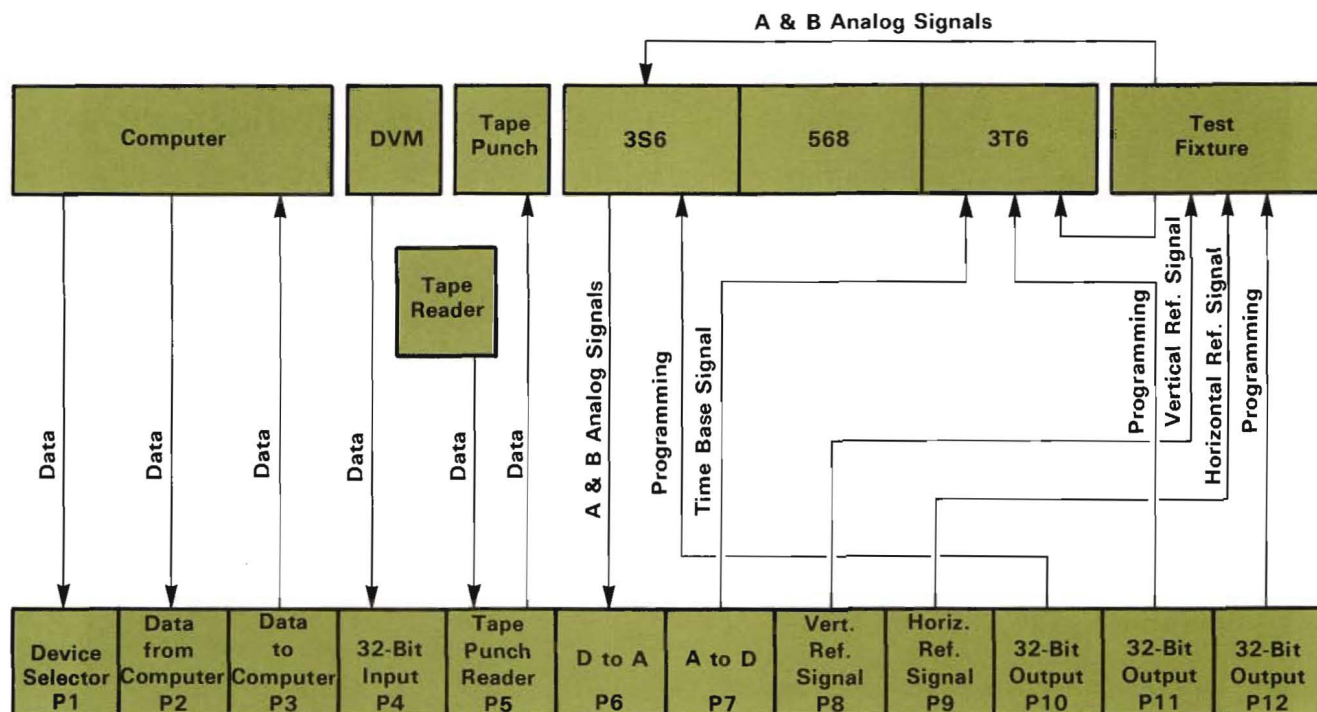 A & B Analog Signals
Computer
DVM
Tape
Punch
3S6
568
3T6
Test
Fixture
Tape
Reader
Data
Data
Data
Data
Data
Data
A & B Analog Signals
Programming
Time Base Signal
Programming
Vertical Ref. Signal
Horizontal Ref. Signal
Programming
Device
Selector
P1
Data
from
Computer
P2
Data
to
Computer
P3
32-Bit
Input
P4
Tape
Punch
Reader
P5
D to A
P6
A to D
P7
Vert.
Ref.
Signal
P8
Horiz.
Ref.
Signal
P9
32-Bit
Output
P10
32-Bit
Output
P11
32-Bit
Output
P12